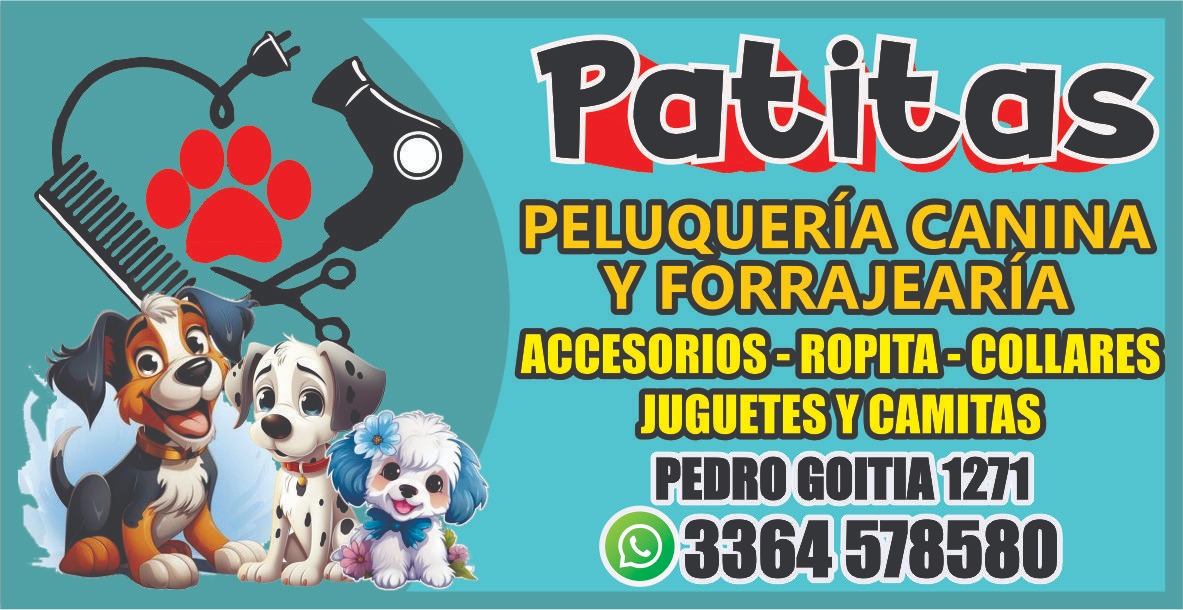 Patitas
PELUQUERÍA CANINA
Y FORRAJEARÍA
ACCESORIOS - ROPITA - COLLARES
JUGUETES Y CAMITAS
PEDRO GOITIA 1271
3364 578580